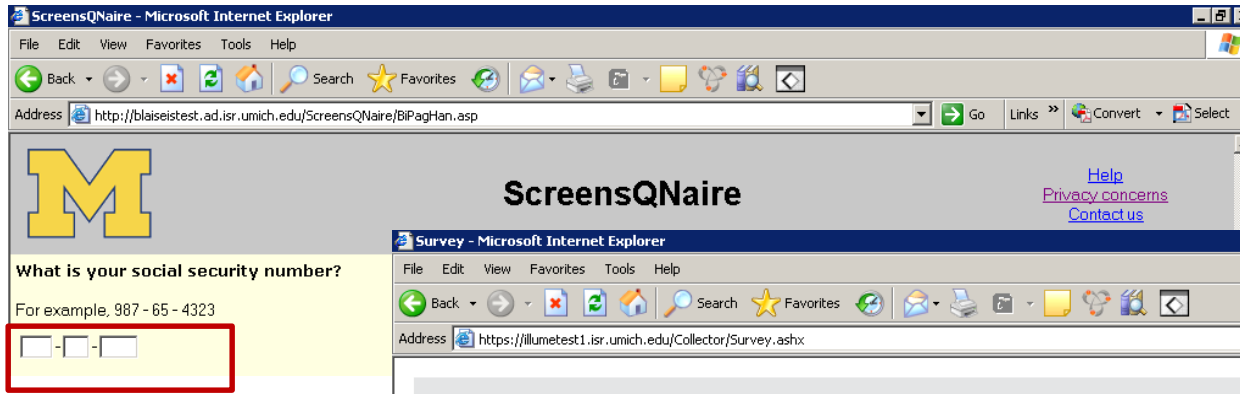 ScreensQNaire - Microsoft Internet Explorer
File Edit View Favorites Tools Help
Back Search Favorites
Address http://blaiseistest.ad.isr.umich.edu/ScreensQNaire/BiPagHan.asp Go Links » Convert Select
M
ScreensQNaire
Help
Privacy concerns
Contact us
What is your social security number?
For example, 987 - 65 - 4323
- -
Survey - Microsoft Internet Explorer
File Edit View Favorites Tools Help
Back Search Favorites
Address https://illumetest1.isr.umich.edu/Collector/Survey.ashx